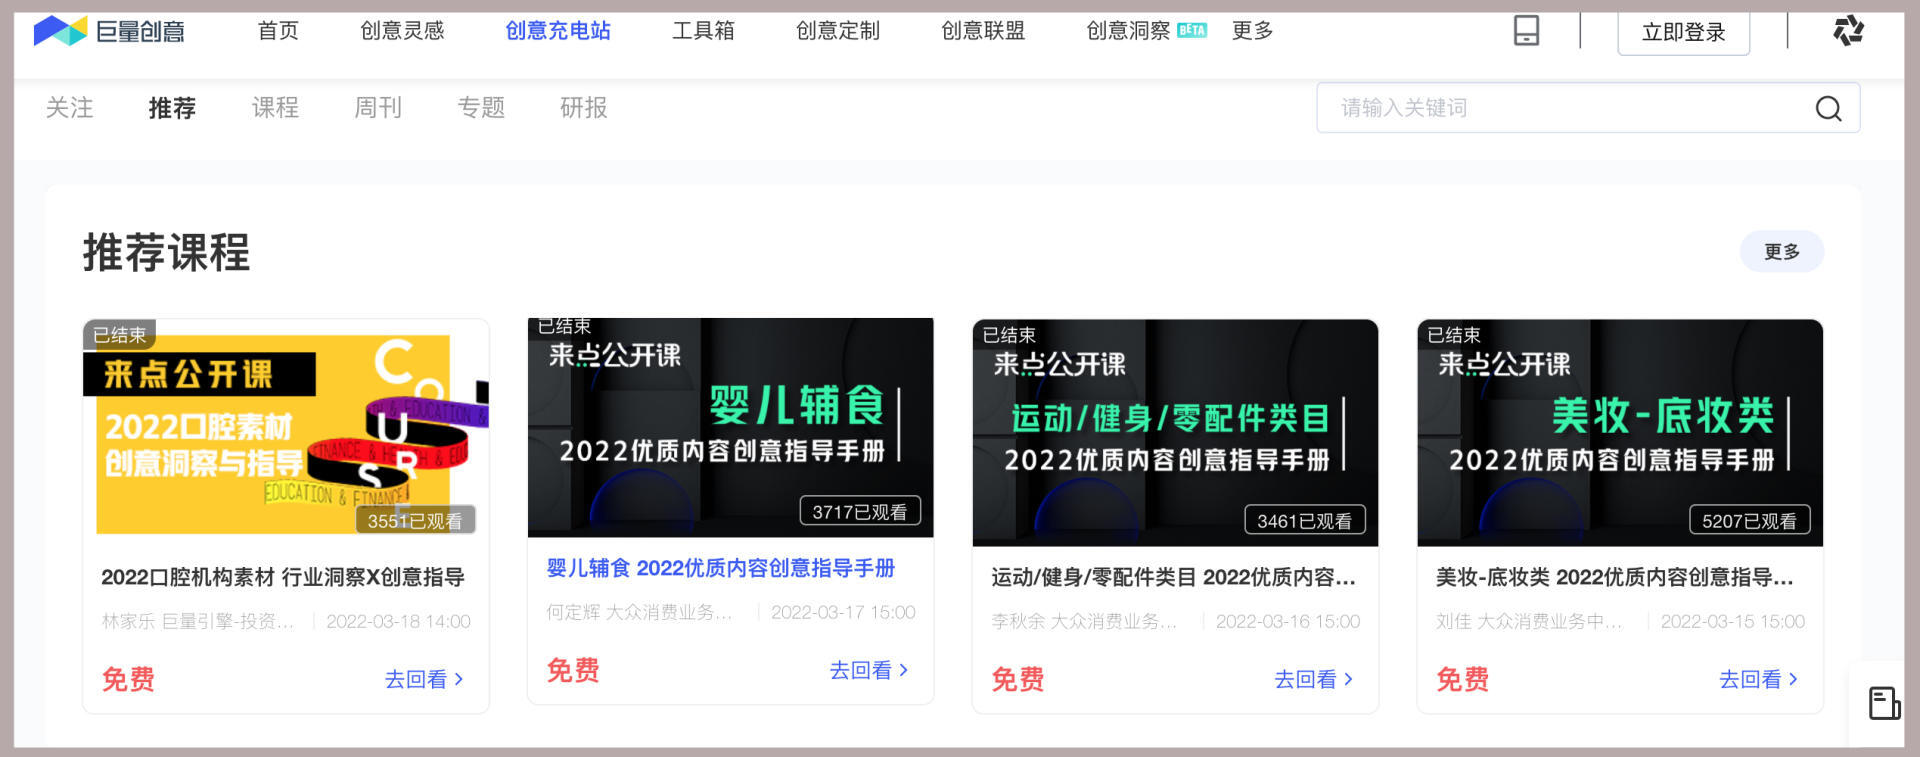 巨量创意 首页 创意灵感 创意充电站 工具箱 创意定制 创意联盟 创意洞察 BETA 更多 立即登录
关注 推荐 课程 周刊 专题 研报 请输入关键词
推荐课程 更多
已结束
来点公开课
2022口腔素材
创意洞察与指导
COURSE
& EDUCATION &
FINANCE & HEALTH & EDU
EDUCATION & FINANCE
3551已观看
2022口腔机构素材 行业洞察X创意指导
林家乐 巨量引擎-投资... 2022-03-18 14:00
免费 去回看
已结束
来点公开课
婴儿辅食
2022优质内容创意指导手册
3717已观看
婴儿辅食 2022优质内容创意指导手册
何定辉 大众消费业务... 2022-03-17 15:00
免费 去回看
已结束
来点公开课
运动/健身/零配件类目
2022优质内容创意指导手册
3461已观看
运动/健身/零配件类目 2022优质内容...
李秋余 大众消费业务... 2022-03-16 15:00
免费 去回看
已结束
来点公开课
美妆-底妆类
2022优质内容创意指导手册
5207已观看
美妆-底妆类 2022优质内容创意指导...
刘佳 大众消费业务中... 2022-03-15 15:00
免费 去回看